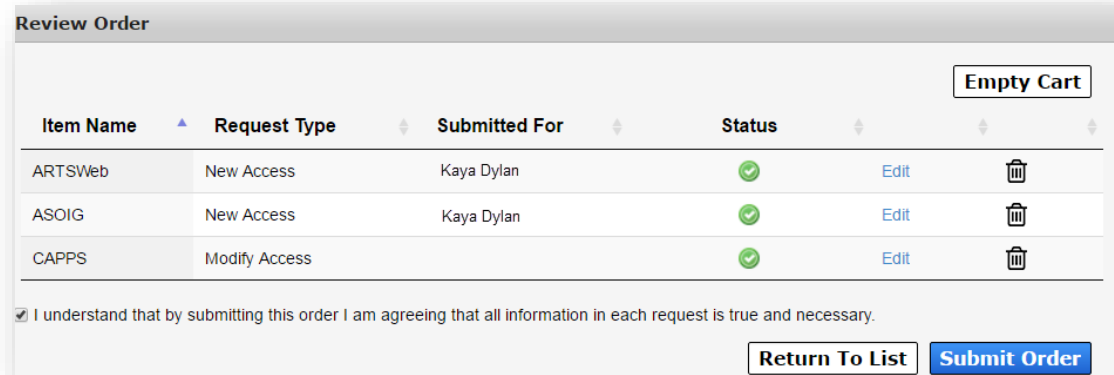 Review Order
Empty Cart
Item Name Request Type Submitted For Status
ARTSWeb New Access Kaya Dylan Edit
ASOIG New Access Kaya Dylan Edit
CAPPS Modify Access Edit
I understand that by submitting this order I am agreeing that all information in each request is true and necessary.
Return To List Submit Order